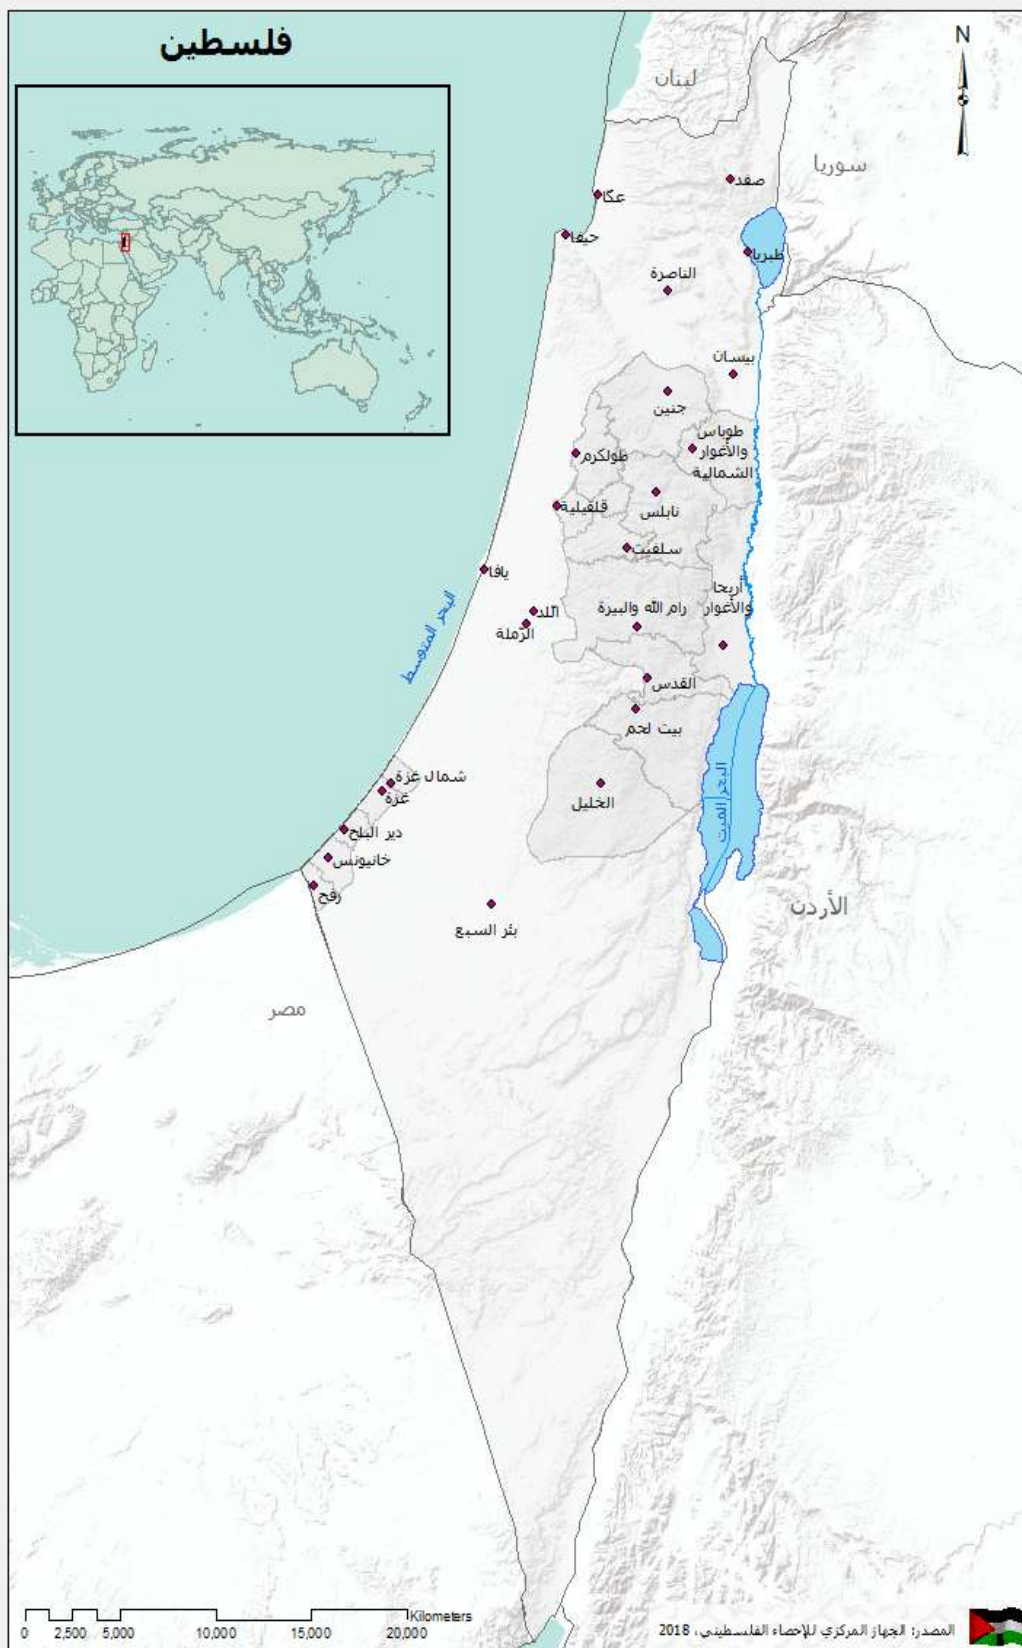 فلسطين
N
لبنان
سوريا
صفد
عكّا
حيفا
طبريا
الناصرة
بيسان
جنين
طوباس
والأغوار
الشمالية
طولكرم
نابلس
قلقيلية
سلفيت
يافا
أريحا
والأغوار
رام الله والبيرة
اللد
الرّملة
البحر المتوسط
القدس
بيت لحم
شمال غزة
غزة
الخليل
البحر الميت
دير البلح
خانيونس
رفح
الأردن
بئر السبع
مصر
Kilometers
0 2,500 5,000 10,000 15,000 20,000
المصدر: الجهاز المركزي للإحصاء الفلسطيني، 2018